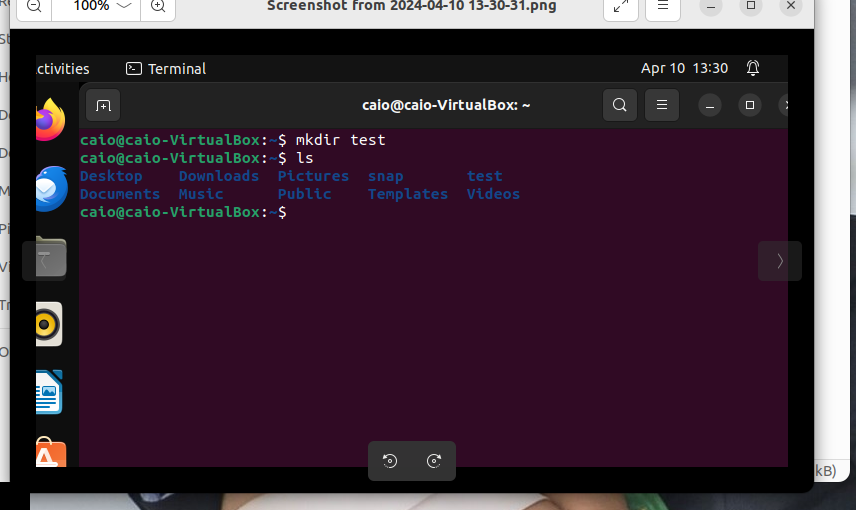 100%
Screenshot from 2024-04-10 13-30-31.png
ctivities
Terminal
Apr 10 13:30
caio@caio-VirtualBox: ~
caio@caio-VirtualBox:~$ mkdir test
caio@caio-VirtualBox:~$ ls
Desktop Downloads Pictures snap test
Documents Music Public Templates Videos
caio@caio-VirtualBox:~$
kB)